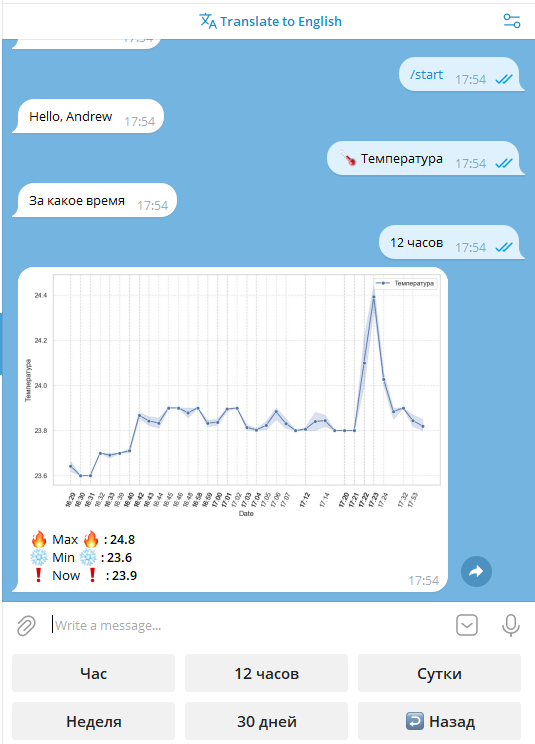 Translate to English
17:54
/start
17:54
Hello, Andrew
17:54
Температура
17:54
За какое время
17:54
12 часов
17:54
Температура
24.4
24.2
24.0
23.8
23.6
Температура
16:29
16:30
16:31
16:32
16:33
16:39
16:40
16:42
16:43
16:44
16:45
16:46
16:48
16:58
16:59
17:00
17:01
17:02
17:03
17:04
17:05
17:06
17:07
17:12
17:14
17:20
17:21
17:22
17:23
17:24
17:32
17:53
Date
Max : 24.8
Min : 23.6
Now : 23.9
17:54
Write a message...
Час
12 часов
Сутки
Неделя
30 дней
Назад